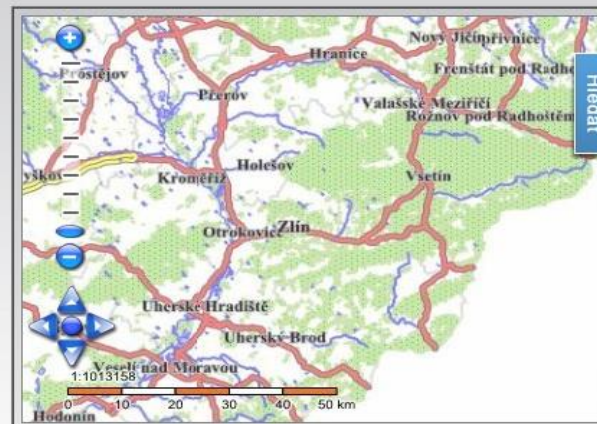 Hranice
Nový Jičín
Frenštát pod Radho
Prostějov
Přerov
Valašské Meziříčí
Rožnov pod Radhoštěm
Hledat
Holešov
Kroměříž
Vsetín
Otrokovice
Zlín
Uherské Hradiště
Uherský Brod
Veselí nad Moravou
1:1013158
0 10 20 30 40 50 km
Hodonín